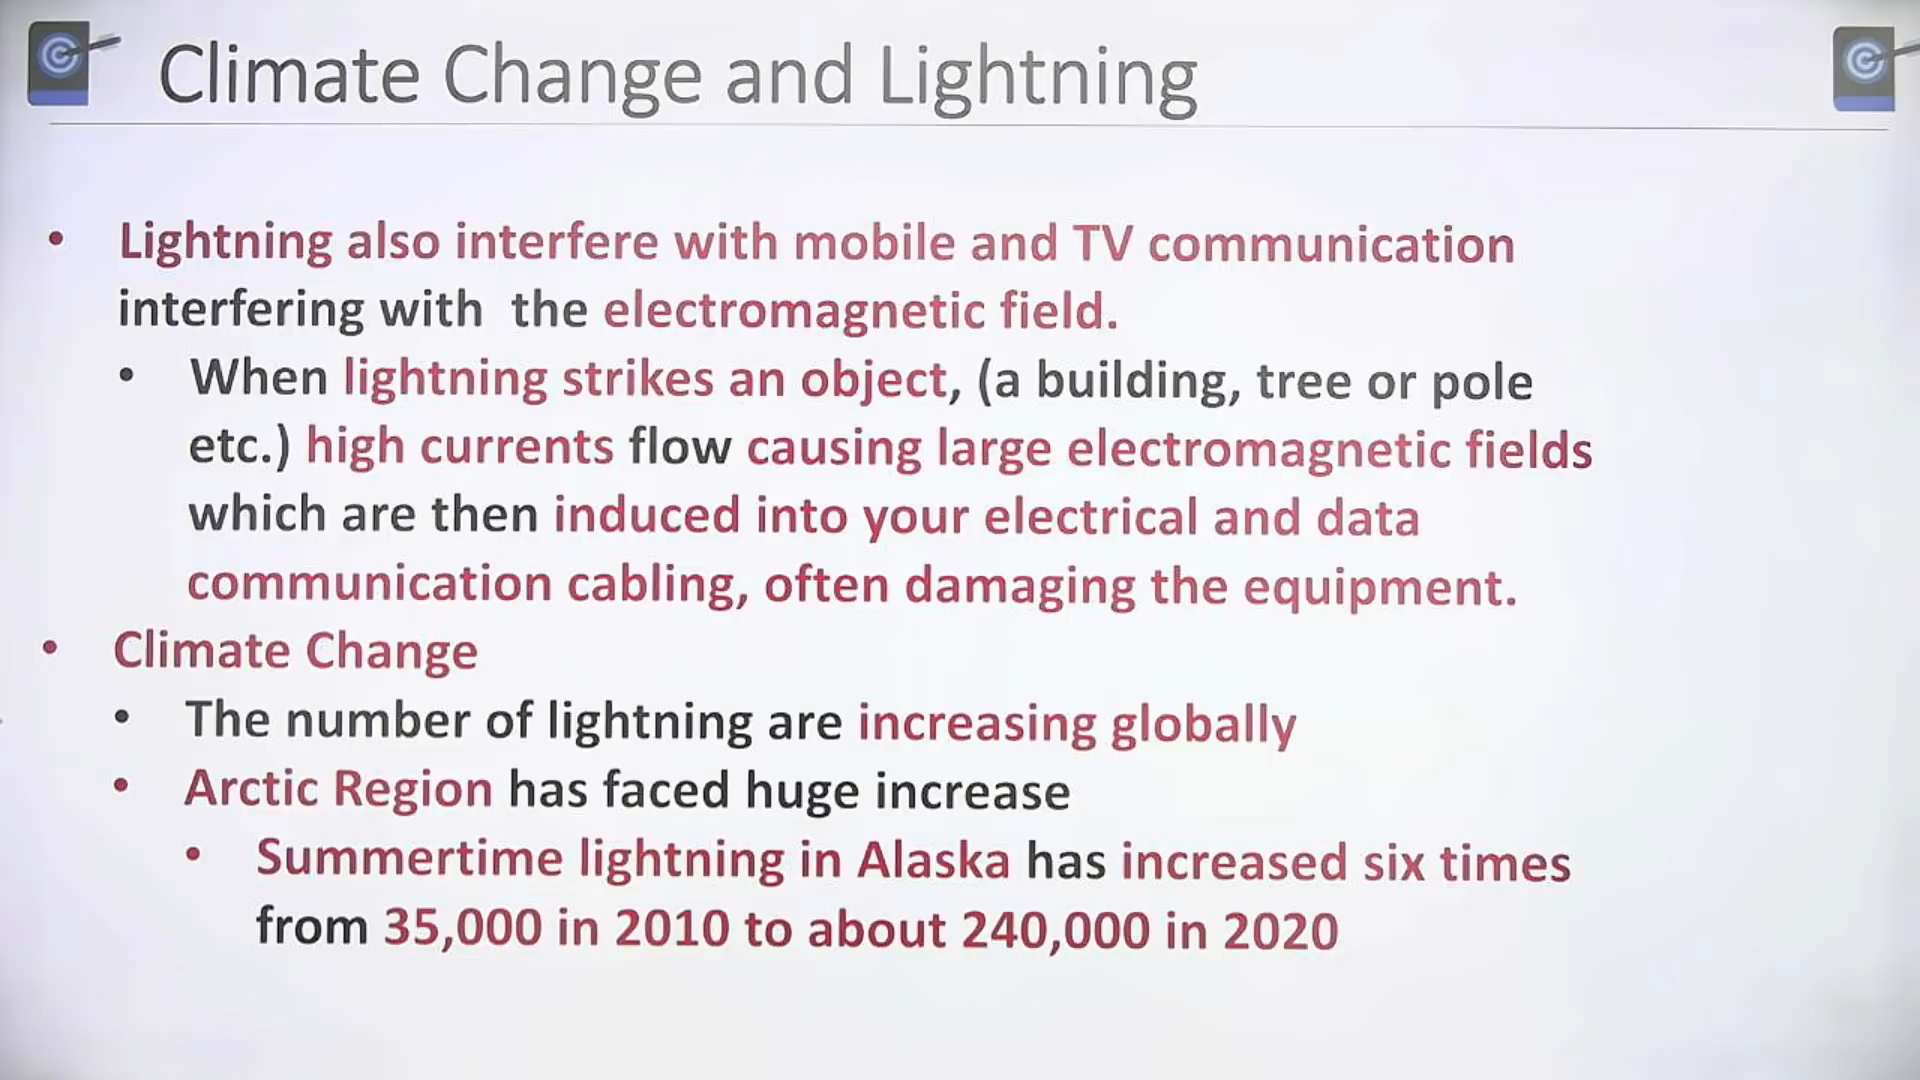 Climate Change and Lightning
• Lightning also interfere with mobile and TV communication
interfering with the electromagnetic field.
• When lightning strikes an object, (a building, tree or pole
etc.) high currents flow causing large electromagnetic fields
which are then induced into your electrical and data
communication cabling, often damaging the equipment.
• Climate Change
• The number of lightning are increasing globally
• Arctic Region has faced huge increase
• Summertime lightning in Alaska has increased six times
from 35,000 in 2010 to about 240,000 in 2020